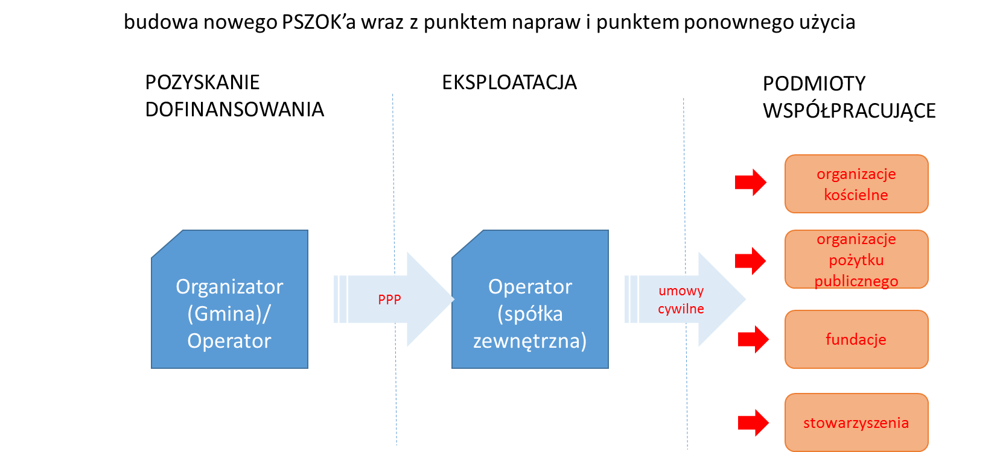 budowa nowego PSZOK’a wraz z punktem napraw i punktem ponownego użycia
POZYSKANIE
DOFINANSOWANIA
EKSPLOATACJA
PODMIOTY
WSPÓŁPRACUJĄCE
Organizator
(Gmina)/
Operator
PPP
Operator
(spółka
zewnętrzna)
umowy
cywilne
organizacje
kościelne
organizacje
pożytku
publicznego
fundacje
stowarzyszenia